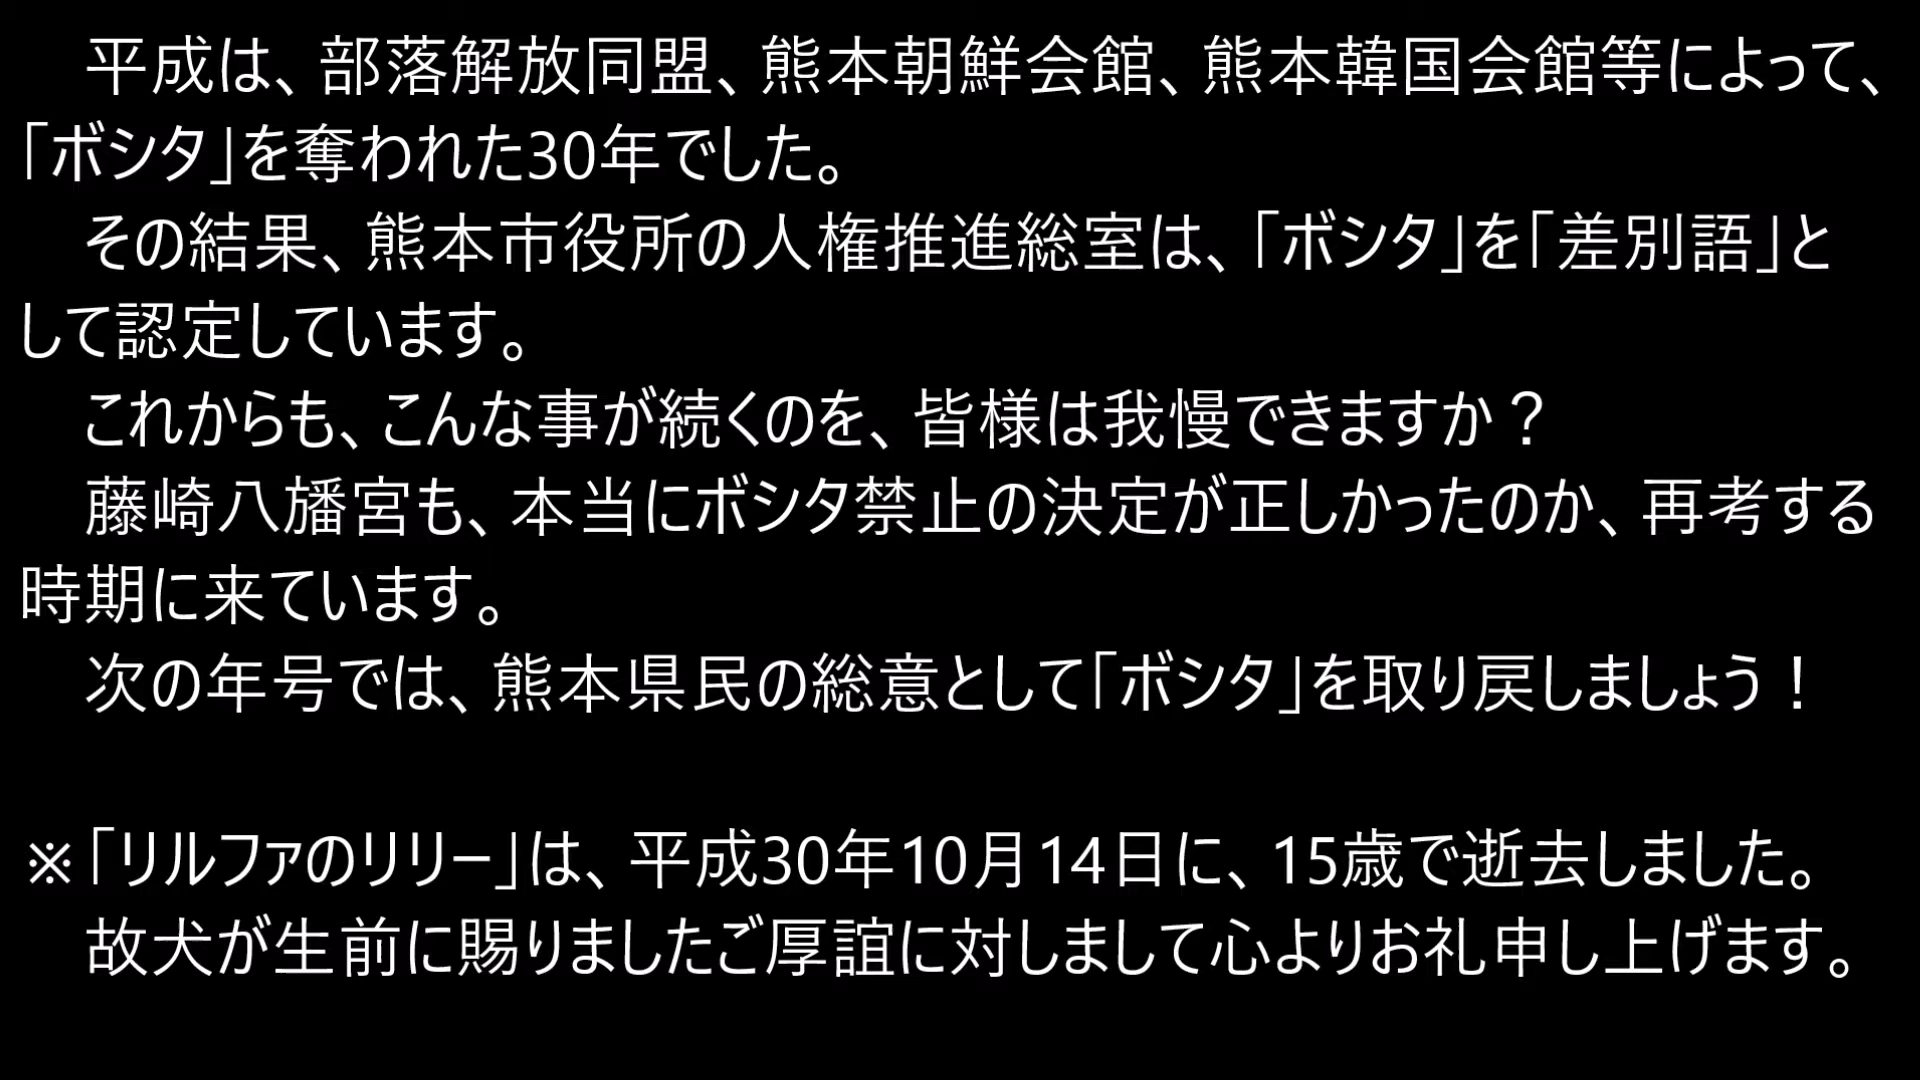 平成は、部落解放同盟、熊本朝鮮会館、熊本韓国会館等によって、
「ボシタ」を奪われた30年でした。
　その結果、熊本市役所の人権推進総室は、「ボシタ」を「差別語」と
して認定しています。
　これからも、こんな事が続くのを、皆様は我慢できますか？
　藤崎八旛宮も、本当にボシタ禁止の決定が正しかったのか、再考する
時期に来ています。
　次の年号では、熊本県民の総意として「ボシタ」を取り戻しましょう！
※「リルファのリリー」は、平成30年10月14日に、15歳で逝去しました。
　故犬が生前に賜りましたご厚誼に対しまして心よりお礼申し上げます。